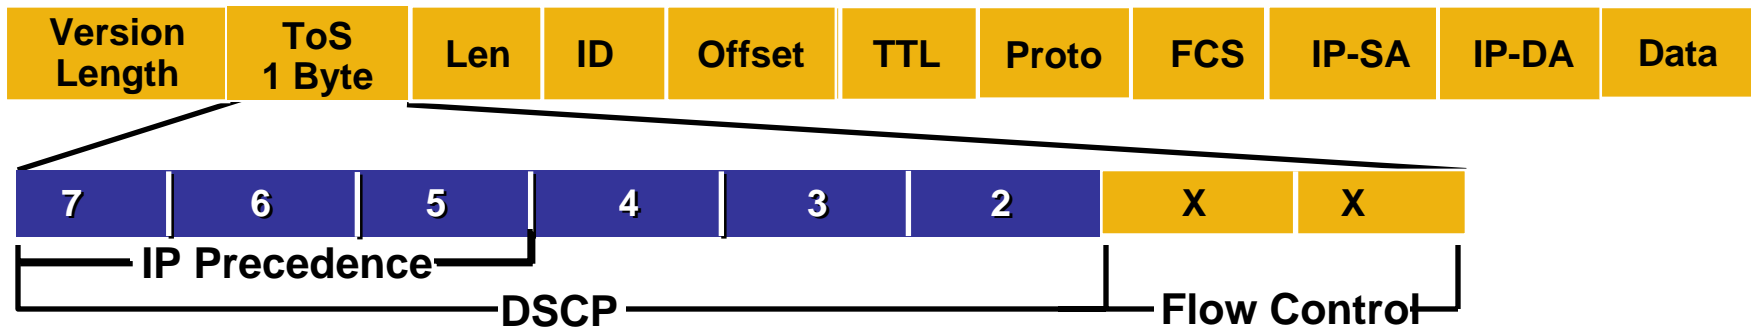 Version Length ToS 1 Byte Len ID Offset TTL Proto FCS IP-SA IP-DA Data
7 6 5 4 3 2 X X
IP Precedence
DSCP Flow Control